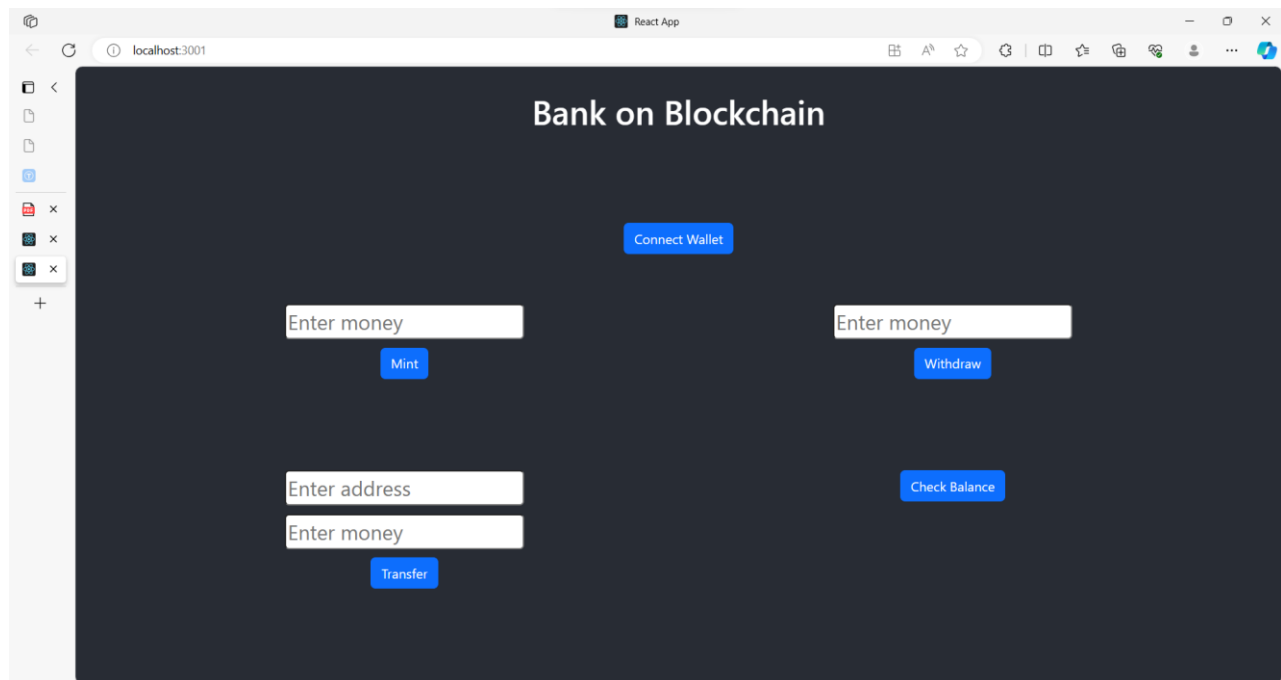 React App
localhost:3001
Bank on Blockchain
Connect Wallet
Enter money
Enter money
Mint
Withdraw
Enter address
Check Balance
Enter money
Transfer